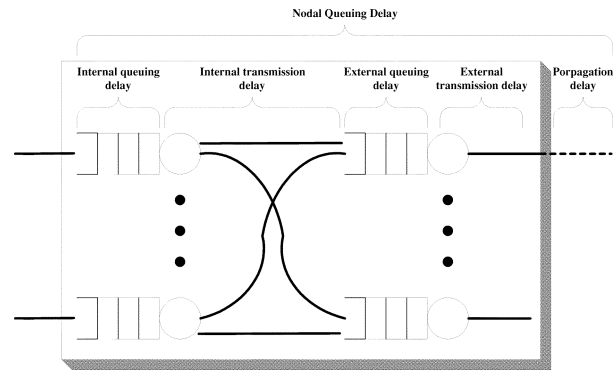 Nodal Queuing Delay
Internal queuing
delay
Internal transmission
delay
External queuing
delay
External
transmission delay
Porpagation
delay